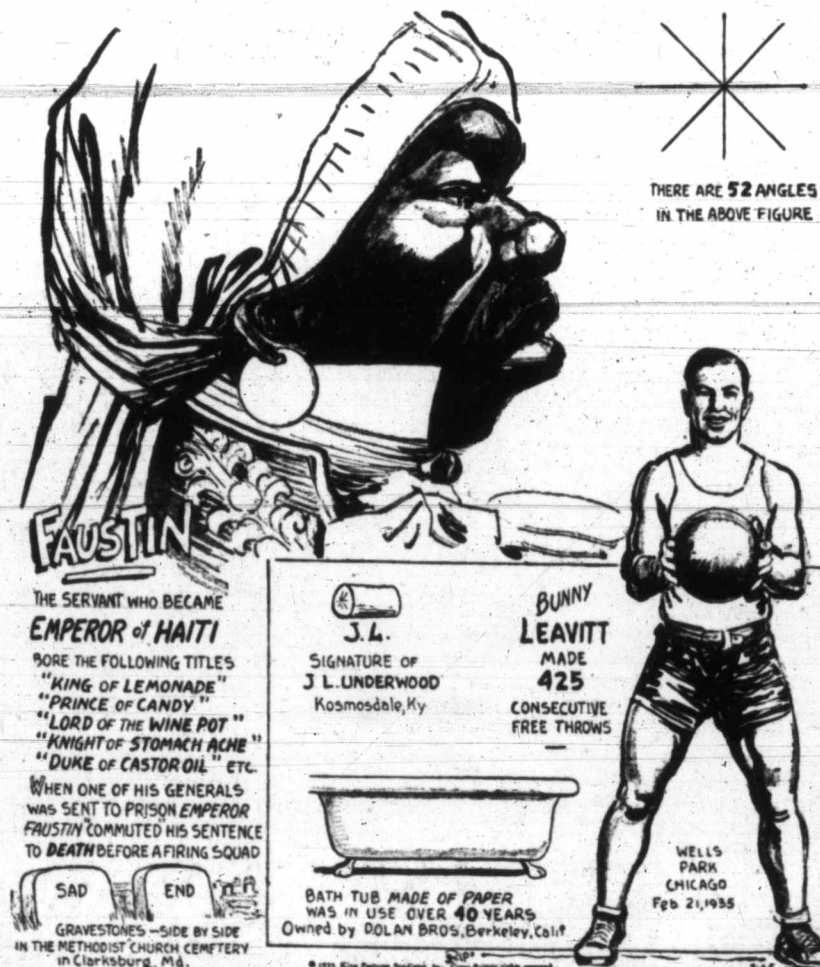 THERE ARE 52 ANGLES
IN THE ABOVE FIGURE
FAUSTIN
THE SERVANT WHO BECAME
EMPEROR of HAITI
BORE THE FOLLOWING TITLES
"KING OF LEMONADE"
"PRINCE OF CANDY"
"LORD OF THE WINE POT"
"KNIGHT OF STOMACH ACHE"
"DUKE OF CASTOR OIL" ETC.
WHEN ONE OF HIS GENERALS
WAS SENT TO PRISON EMPEROR
FAUSTIN "COMMUTED" HIS SENTENCE
TO DEATH BEFORE A FIRING SQUAD
SAD
END
GRAVESTONES - SIDE BY SIDE
IN THE METHODIST CHURCH CEMETERY
in Clarksburg, Md.
J.L.
SIGNATURE OF
J L. UNDERWOOD
Kosmosdale, Ky
BUNNY
LEAVITT
MADE
425
CONSECUTIVE
FREE THROWS
BATH TUB MADE OF PAPER
WAS IN USE OVER 40 YEARS
Owned by DOLAN BROS, Berkeley, Calif
WELLS
PARK
CHICAGO
Feb. 21, 1935